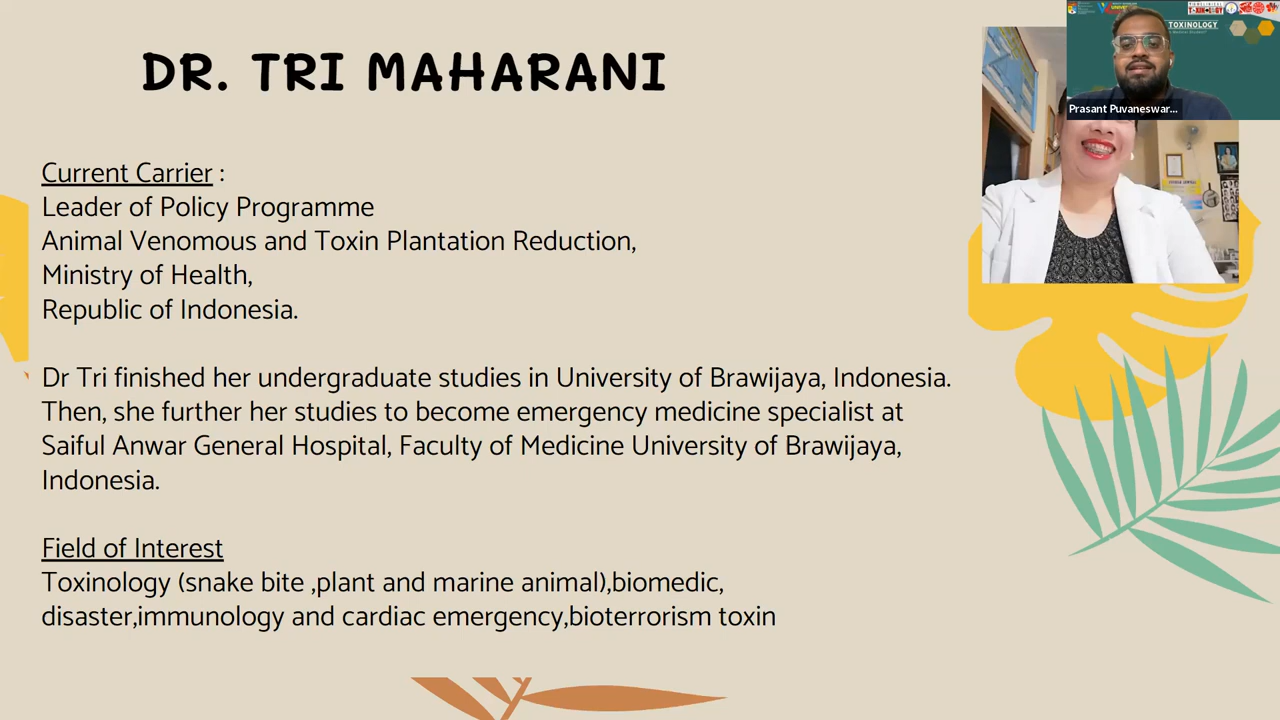 DR. TRI MAHARANI
Current Carrier :
Leader of Policy Programme
Animal Venomous and Toxin Plantation Reduction,
Ministry of Health,
Republic of Indonesia.
Dr Tri finished her undergraduate studies in University of Brawijaya, Indonesia.
Then, she further her studies to become emergency medicine specialist at
Saiful Anwar General Hospital, Faculty of Medicine University of Brawijaya,
Indonesia.
Field of Interest
Toxinology (snake bite ,plant and marine animal),biomedic,
disaster,immunology and cardiac emergency,bioterrorism toxin
TOXINOLOGY
Prasant Puvaneswar...